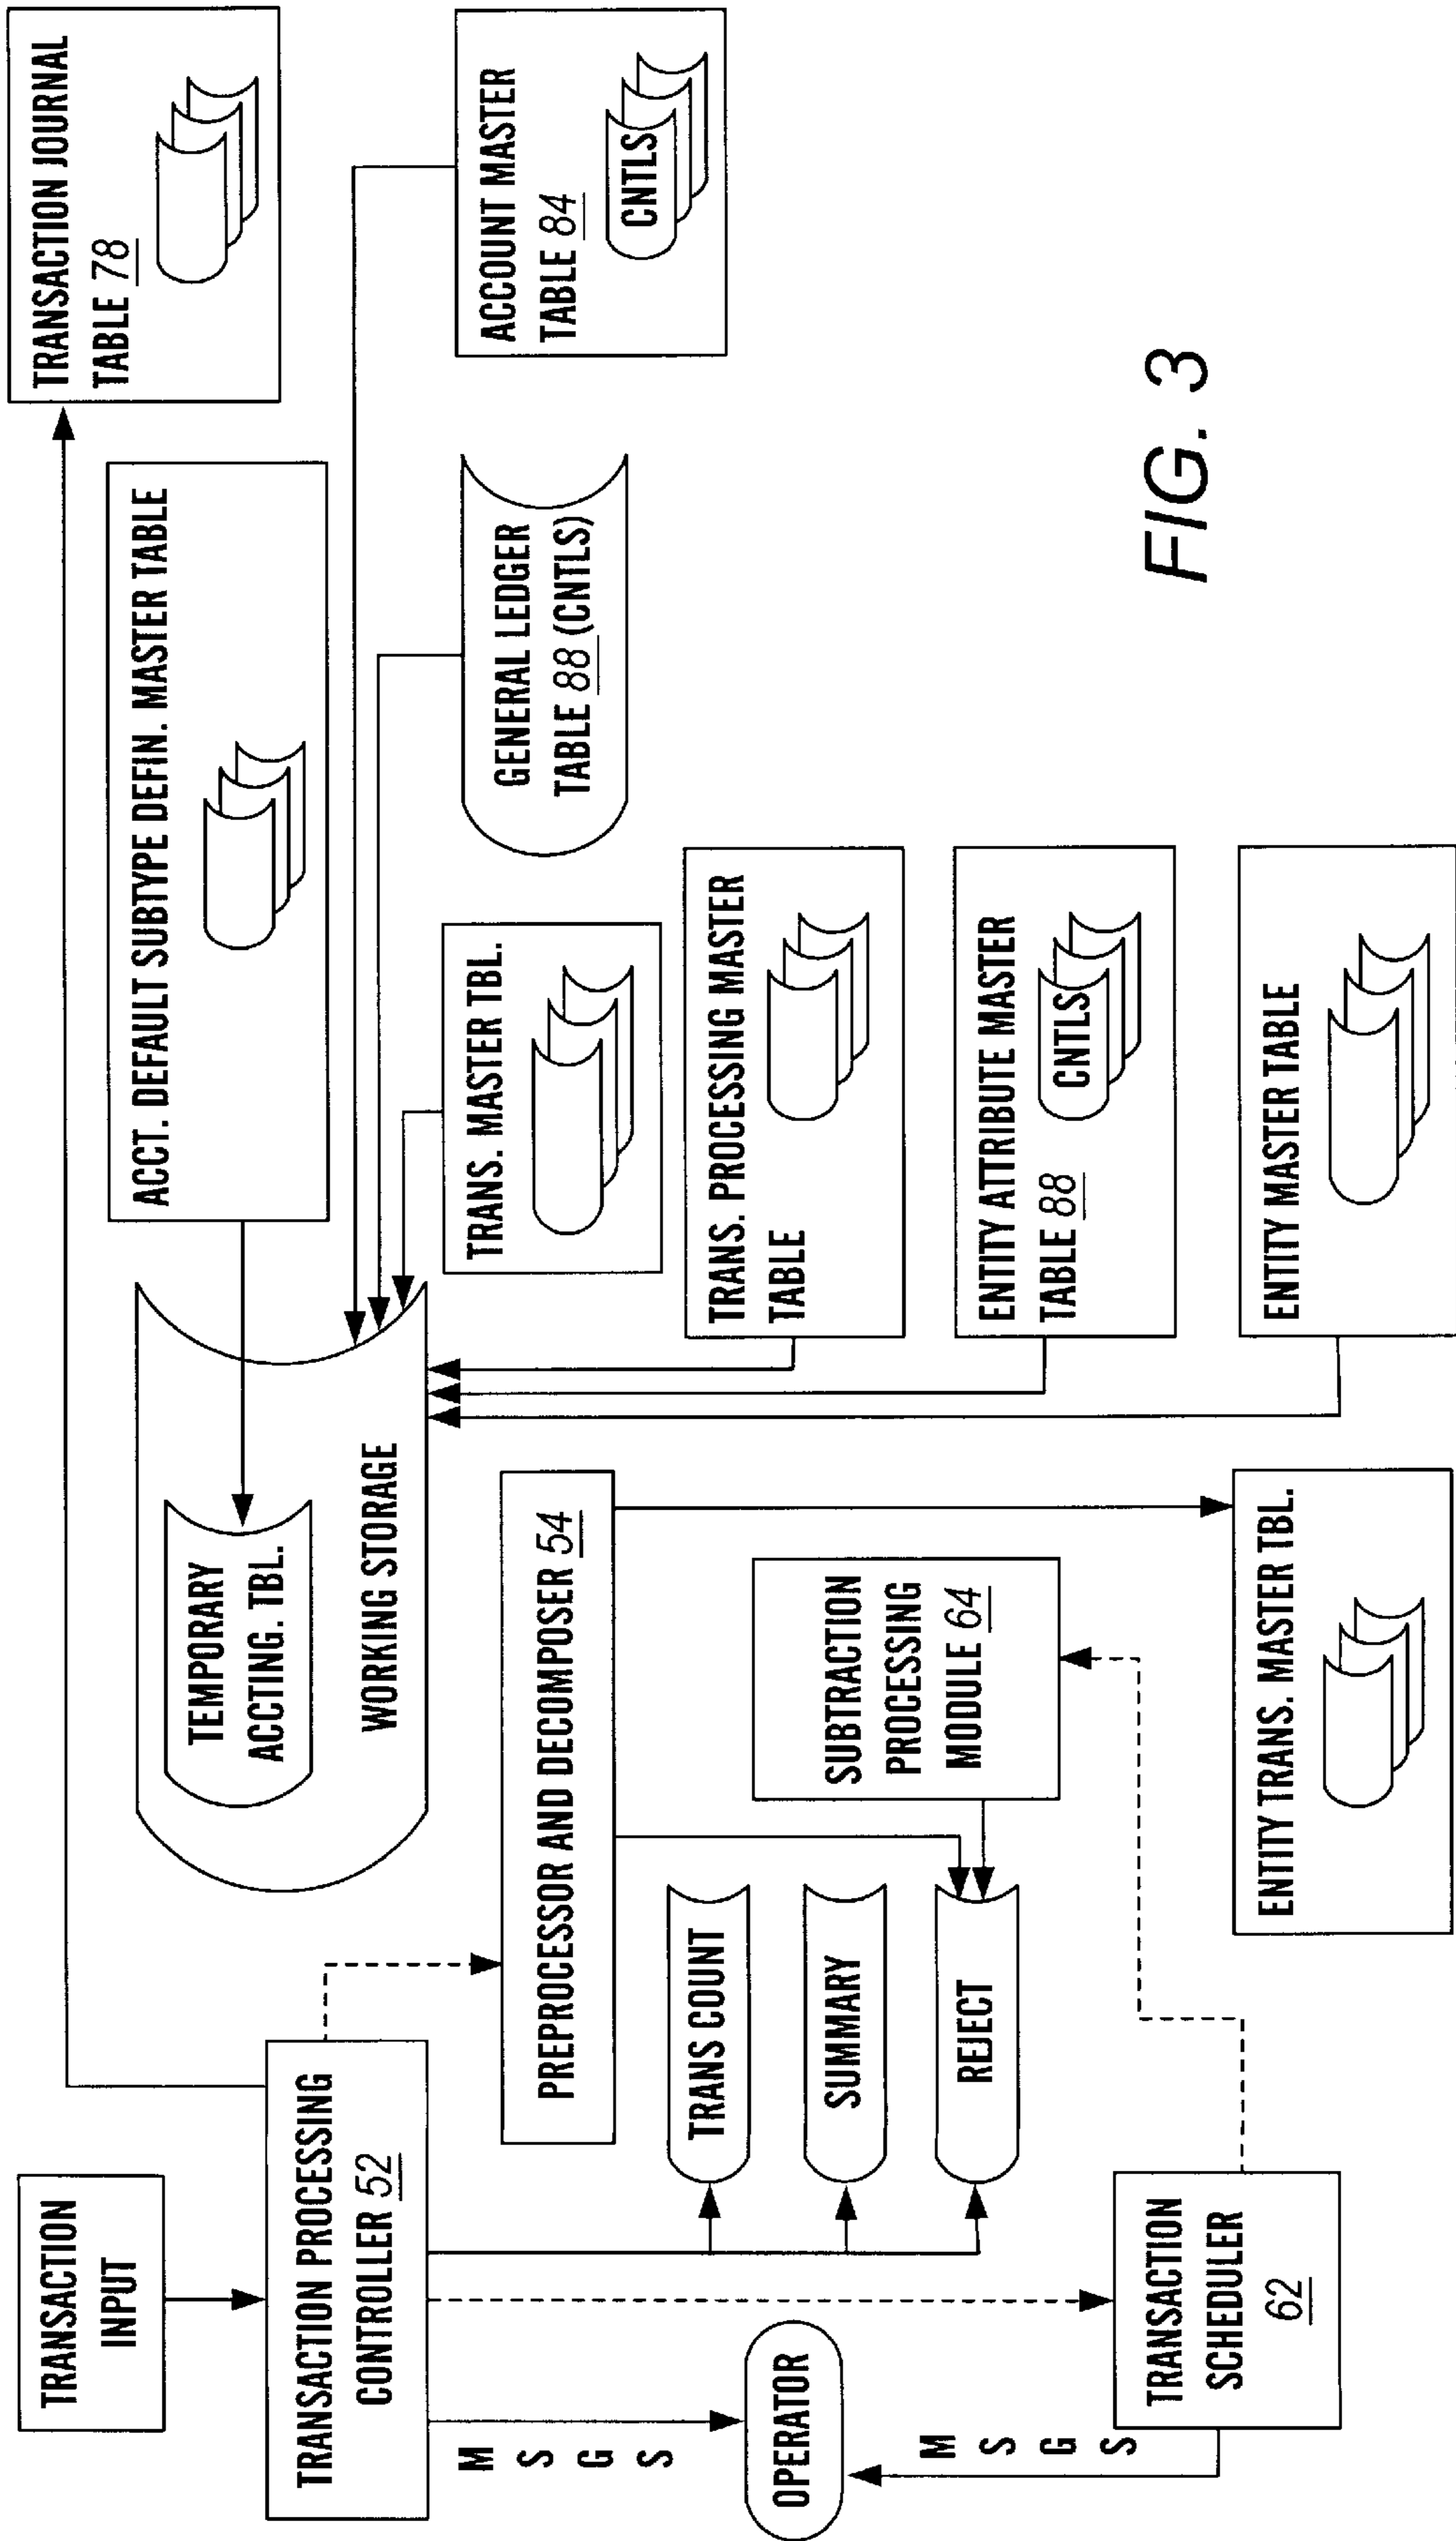 TRANSACTION
INPUT
TRANSACTION PROCESSING
CONTROLLER 52
TRANSACTION JOURNAL
TABLE 78
ACCT. DEFAULT SUBTYPE DEFIN. MASTER TABLE
TEMPORARY
ACCTING. TBL.
WORKING STORAGE
ACCOUNT MASTER
TABLE 84
CNTLS
GENERAL LEDGER
TABLE 88 (CNTLS)
TRANS. MASTER TBL.
PREPROCESSOR AND DECOMPOSER 54
TRANS. PROCESSING MASTER
TABLE
TRANS COUNT
SUMMARY
REJECT
SUBTRACTION
PROCESSING
MODULE 64
ENTITY ATTRIBUTE MASTER
TABLE 88
CNTLS
M
S
G
S
OPERATOR
M
S
G
S
TRANSACTION
SCHEDULER
62
ENTITY TRANS. MASTER TBL.
ENTITY MASTER TABLE
FIG. 3